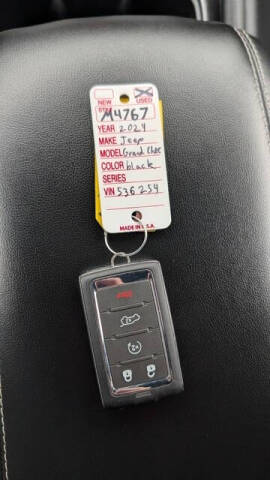 NEW USED
M4767
YEAR 2024
MAKE Jeep
MODEL Grand Cher
COLOR black
SERIES
VIN 536254
MADE IN U.S.A.